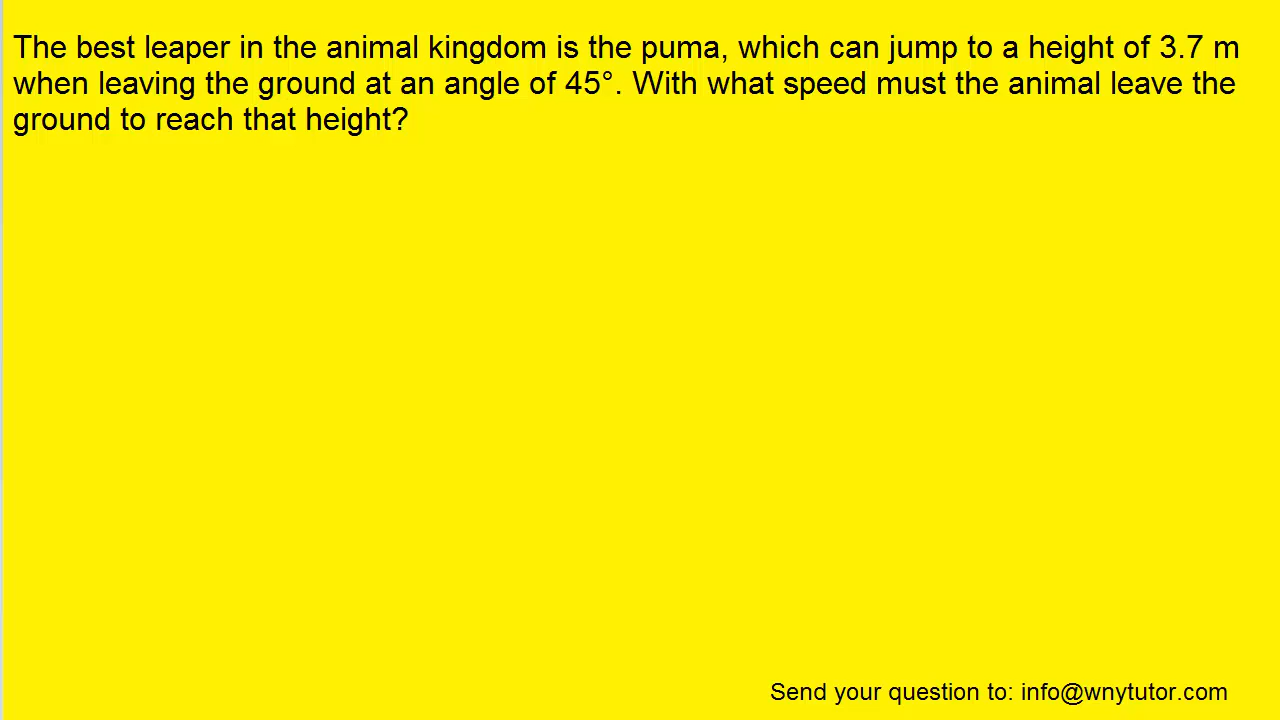 The best leaper in the animal kingdom is the puma, which can jump to a height of 3.7 m
when leaving the ground at an angle of 45°. With what speed must the animal leave the
ground to reach that height?
Send your question to: info@wnytutor.com